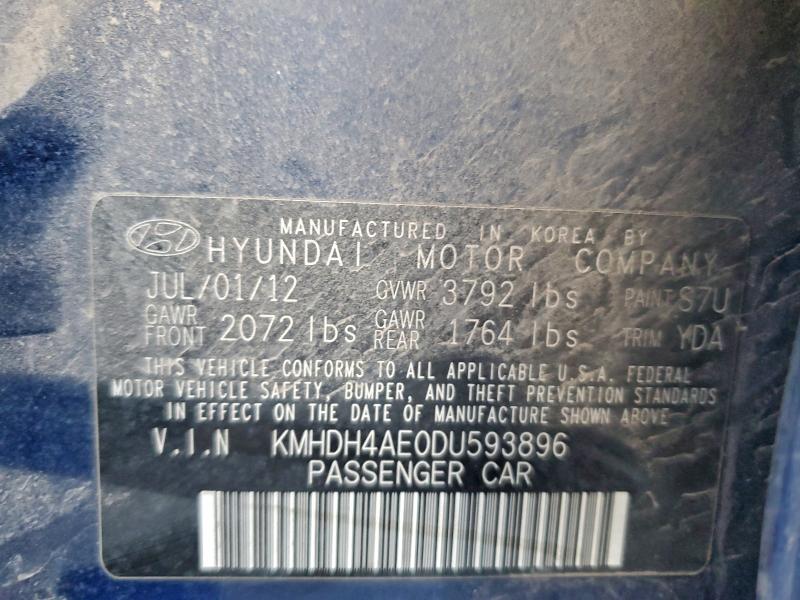 MANUFACTURED IN KOREA BY
HYUNDAI MOTOR COMPANY
JUL/01/12 GVWR 3792 lbs PAINT S7U
GAWR FRONT 2072 lbs GAWR REAR 1764 lbs TRIM YDA
THIS VEHICLE CONFORMS TO ALL APPLICABLE U.S.A. FEDERAL
MOTOR VEHICLE SAFETY, BUMPER, AND THEFT PREVENTION STANDARDS
IN EFFECT ON THE DATE OF MANUFACTURE SHOWN ABOVE
V.I.N KMHDH4AE0DU593896
PASSENGER CAR